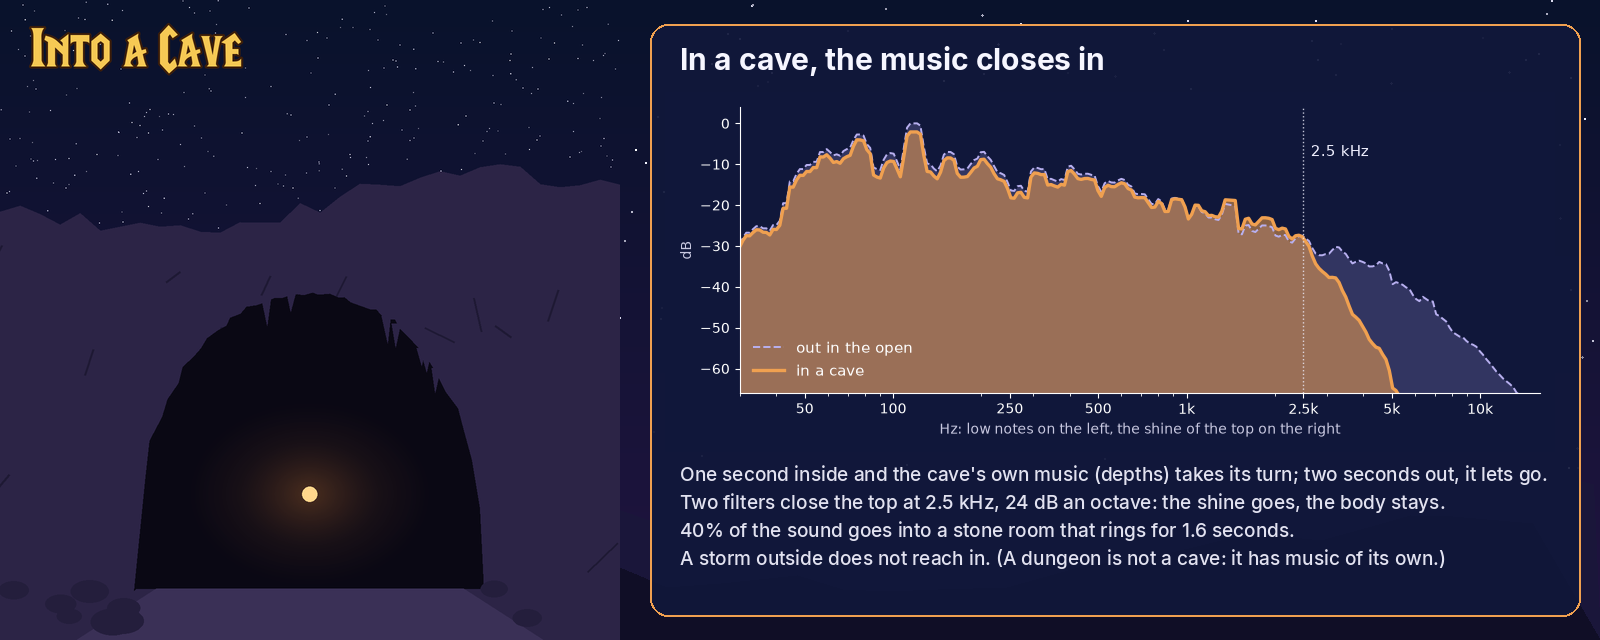 INTO A CAVE
In a cave, the music closes in
0
−10
−20
−30
−40
−50
−60
dB
2.5 kHz
out in the open
in a cave
50 100 250 500 1k 2.5k 5k 10k
Hz: low notes on the left, the shine of the top on the right
One second inside and the cave's own music (depths) takes its turn; two seconds out, it lets go.
Two filters close the top at 2.5 kHz, 24 dB an octave: the shine goes, the body stays.
40% of the sound goes into a stone room that rings for 1.6 seconds.
A storm outside does not reach in. (A dungeon is not a cave: it has music of its own.)